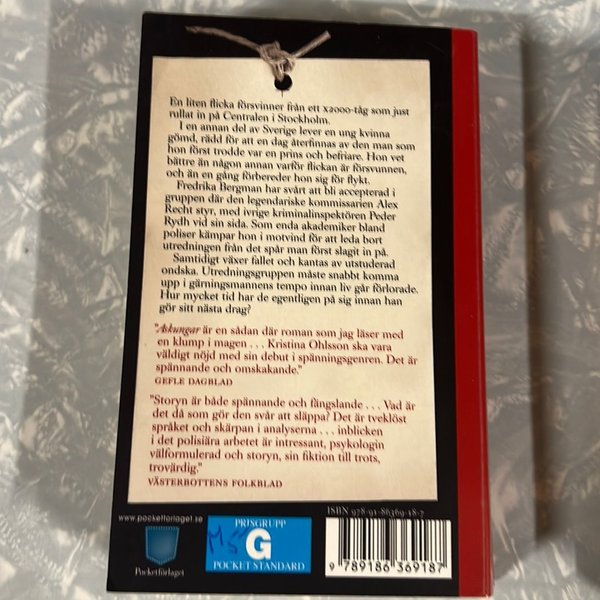 En liten flicka försvinner från ett x2000-tåg som just
rullat in på Centralen i Stockholm.
I en annan del av Sverige lever en ung kvinna
gömd, rädd för att en dag återfinnas av den man som
hon först trodde var en prins och befriare. Hon vet
bättre än någon annan varför flickan är försvunnen,
och än en gång förbereder hon sig för flykt.
Fredrika Bergman har svårt att bli accepterad i
gruppen där den legendariske kommissarien Alex
Recht styr, med ivrige kriminalinspektören Peder
Rydh vid sin sida. Som enda akademiker bland
poliser kämpar hon i motvind för att leda bort
utredningen från det spår man först slagit in på.
Samtidigt växer fallet och kantas av utstuderad
ondska. Utredningsgruppen måste snabbt komma
upp i gärningsmannens tempo innan liv går förlorade.
Hur mycket tid har de egentligen på sig innan han
gör sitt nästa drag?
"Askungar är en sådan där roman som jag läser med
en klump i magen . . . Kristina Ohlsson ska vara
väldigt nöjd med sin debut i spänningsgenren. Det är
spännande och omskakande."
GEFLE DAGBLAD
"Storyn är både spännande och fängslande . . . Vad är
det då som gör den svår att släppa? Det är tveklöst
språket och skärpan i analyserna . . . inblicken
i det polisiära arbetet är intressant, psykologin
välformulerad och storyn, sin fiktion till trots,
trovärdig."
VÄSTERBOTTENS FOLKBLAD
www.pocketforlaget.se
Pocketförlaget
PRISGRUPP
G
POCKET STANDARD
ISBN 978-91-86369-18-7
9 789186 369187